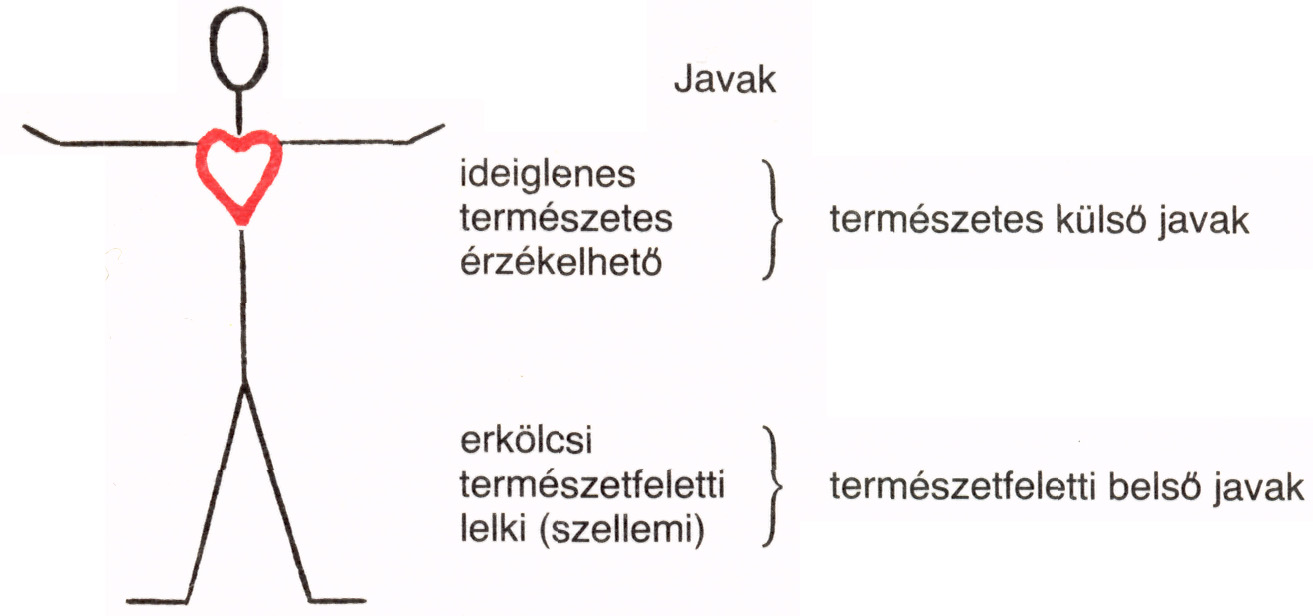 Javak
ideiglenes
természetes
érzékelhető
természetes külső javak
erkölcsi
természetfeletti
lelki (szellemi)
természetfeletti belső javak